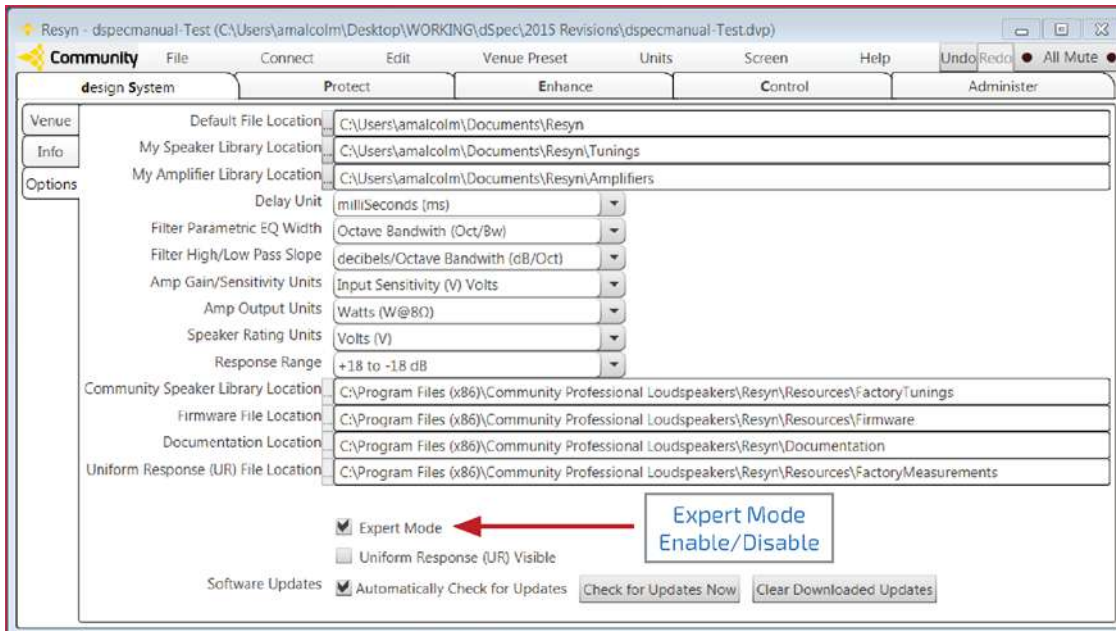 Resyn - dspecmanual-Test (C:\Users\amalcolm\Desktop\WORKING\dSpec\2015 Revisions\dspecmanual-Test.dvp)
Community File Connect Edit Venue Preset Units Screen Help Undo Redo All Mute
design System Protect Enhance Control Administer
Venue
Info
Options
Default File Location ... C:\Users\amalcolm\Documents\Resyn
My Speaker Library Location ... C:\Users\amalcolm\Documents\Resyn\Tunings
My Amplifier Library Location ... C:\Users\amalcolm\Documents\Resyn\Amplifiers
Delay Unit milliSeconds (ms)
Filter Parametric EQ Width Octave Bandwith (Oct/Bw)
Filter High/Low Pass Slope decibels/Octave Bandwith (dB/Oct)
Amp Gain/Sensitivity Units Input Sensitivity (V) Volts
Amp Output Units Watts (W@8Ω)
Speaker Rating Units Volts (V)
Response Range +18 to -18 dB
Community Speaker Library Location ... C:\Program Files (x86)\Community Professional Loudspeakers\Resyn\Resources\FactoryTunings
Firmware File Location ... C:\Program Files (x86)\Community Professional Loudspeakers\Resyn\Resources\Firmware
Documentation Location ... C:\Program Files (x86)\Community Professional Loudspeakers\Resyn\Documentation
Uniform Response (UR) File Location ... C:\Program Files (x86)\Community Professional Loudspeakers\Resyn\Resources\FactoryMeasurements
Expert Mode
Expert Mode
Enable/Disable
Uniform Response (UR) Visible
Software Updates Automatically Check for Updates Check for Updates Now Clear Downloaded Updates